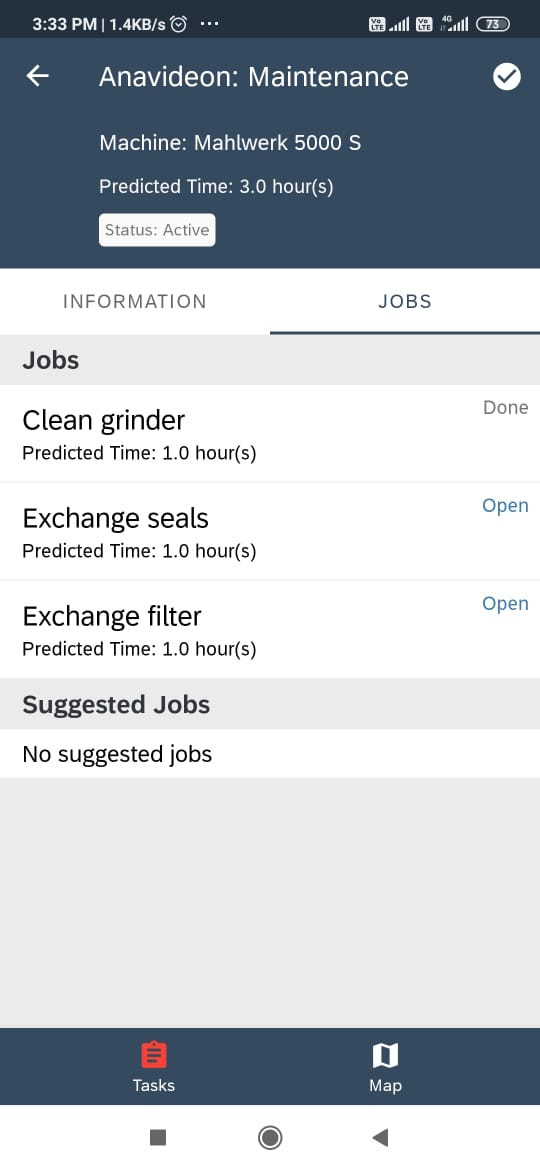 3:33 PM | 1.4KB/s ...
Vo LTE Vo LTE 4G 73
Anavideon: Maintenance
Machine: Mahlwerk 5000 S
Predicted Time: 3.0 hour(s)
Status: Active
INFORMATION JOBS
Jobs
Clean grinder Done
Predicted Time: 1.0 hour(s)
Exchange seals Open
Predicted Time: 1.0 hour(s)
Exchange filter Open
Predicted Time: 1.0 hour(s)
Suggested Jobs
No suggested jobs
Tasks Map